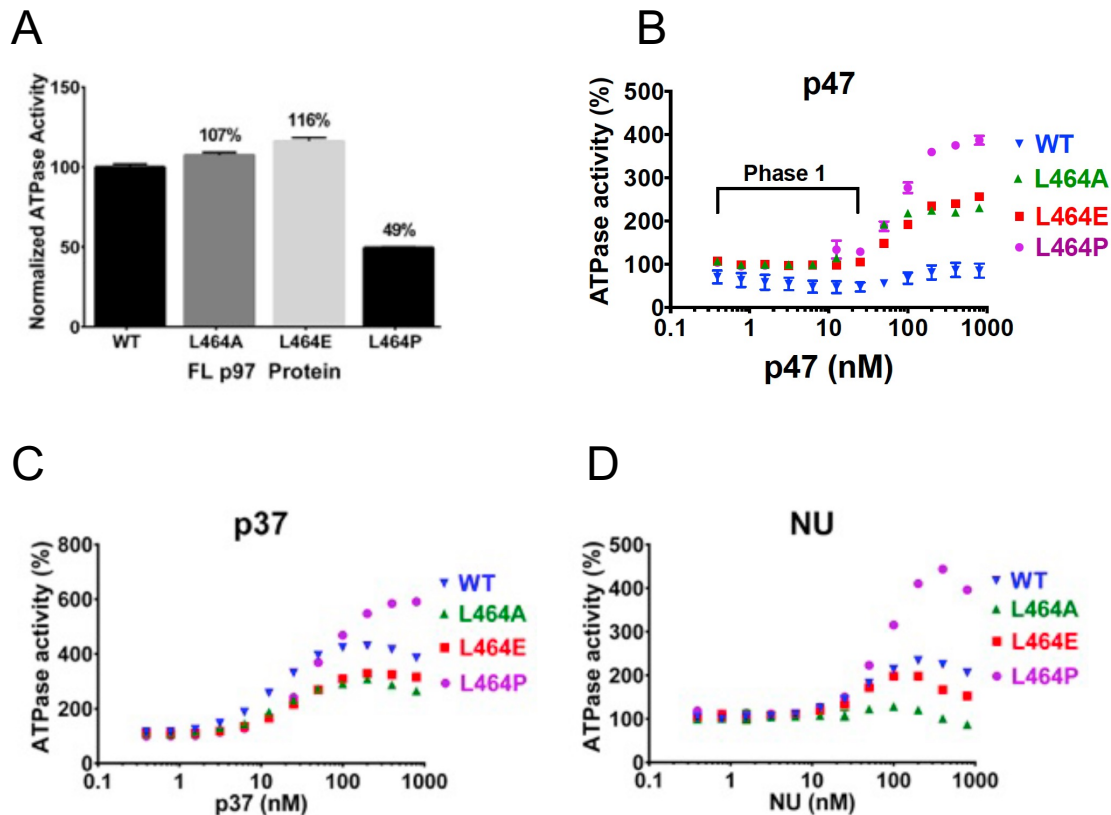 A
Normalized ATPase Activity
150
100
50
0
107%
116%
49%
WT
L464A
L464E
L464P
FL p97 Protein
B
p47
ATPase activity (%)
500
400
300
200
100
0
Phase 1
WT
L464A
L464E
L464P
0.1
1
10
100
1000
p47 (nM)
C
p37
ATPase activity (%)
800
600
400
200
0
WT
L464A
L464E
L464P
0.1
1
10
100
1000
p37 (nM)
D
NU
ATPase activity (%)
500
400
300
200
100
0
WT
L464A
L464E
L464P
0.1
1
10
100
1000
NU (nM)